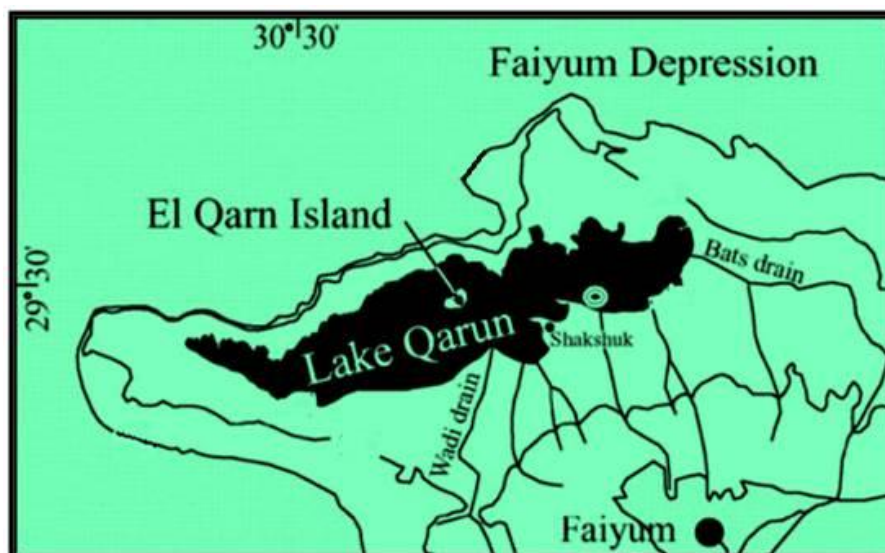 30°30'
Faiyum Depression
El Qarn Island
29°30'
Bats drain
Lake Qarun
Shakshuk
Wadi drain
Faiyum